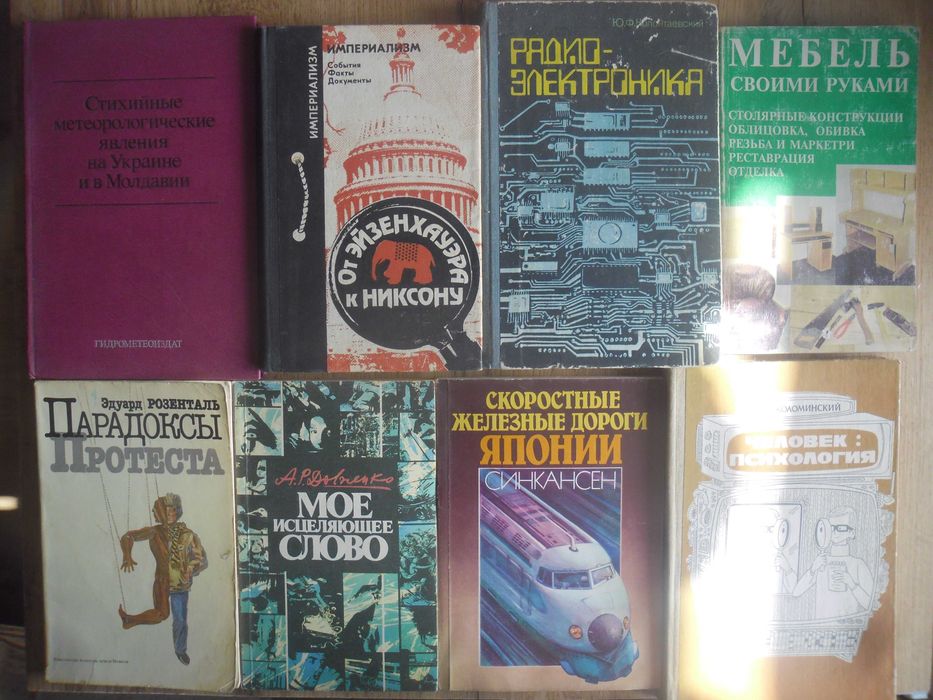 Стихийные
метеорологические
явления
на Украине
и в Молдавии
ГИДРОМЕТЕОИЗДАТ
ИМПЕРИАЛИЗМ
ИМПЕРИАЛИЗМ
События
Факты
Документы
ОТ ЭЙЗЕНХАУЭРА
К НИКСОНУ
Ю.Ф.Колонтаевский
РАДИО-
ЭЛЕКТРОНИКА
МЕБЕЛЬ
СВОИМИ РУКАМИ
СТОЛЯРНЫЕ КОНСТРУКЦИИ
ОБЛИЦОВКА, ОБИВКА
РЕЗЬБА И МАРКЕТРИ
РЕСТАВРАЦИЯ
ОТДЕЛКА
Эдуард РОЗЕНТАЛЬ
ПАРАДОКСЫ
ПРОТЕСТА
А.Р.Довженко
МОЕ
ИСЦЕЛЯЮЩЕЕ
СЛОВО
СКОРОСТНЫЕ
ЖЕЛЕЗНЫЕ ДОРОГИ
ЯПОНИИ
СИНКАНСЕН
КОЛОМИНСКИЙ
ЧЕЛОВЕК:
ПСИХОЛОГИЯ